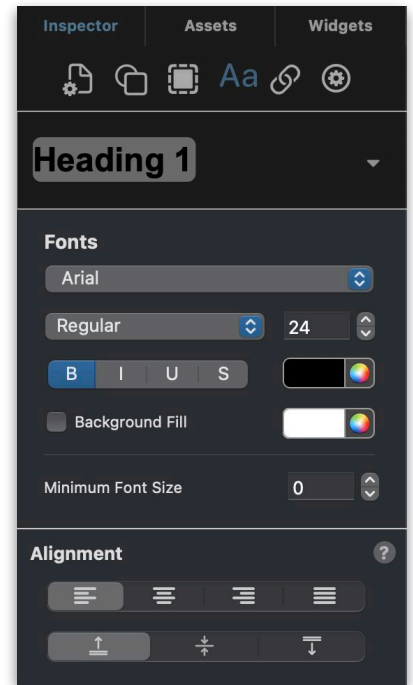 Inspector Assets Widgets
Aa
Heading 1
Fonts
Arial
Regular 24
B I U S
Background Fill
Minimum Font Size 0
Alignment ?